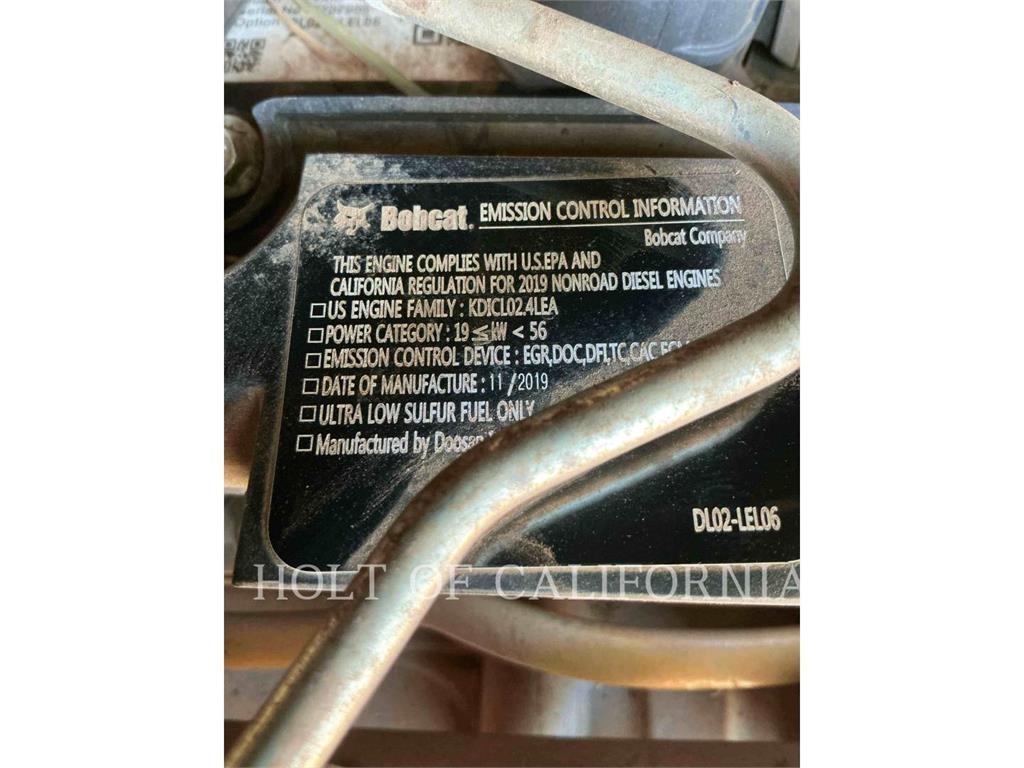 Bobcat. EMISSION CONTROL INFORMATION
Bobcat Company
THIS ENGINE COMPLIES WITH U.S.EPA AND
CALIFORNIA REGULATION FOR 2019 NONROAD DIESEL ENGINES
□ US ENGINE FAMILY : KDICL02.4LEA
□ POWER CATEGORY : 19 ≤ kW < 56
□ EMISSION CONTROL DEVICE : EGR,DOC,DFI,TC,CAC,
□ DATE OF MANUFACTURE : 11 / 2019
□ ULTRA LOW SULFUR FUEL ONLY
□ Manufactured by Doosan
DL02-LEL06
HOLT OF CALIFORNIA